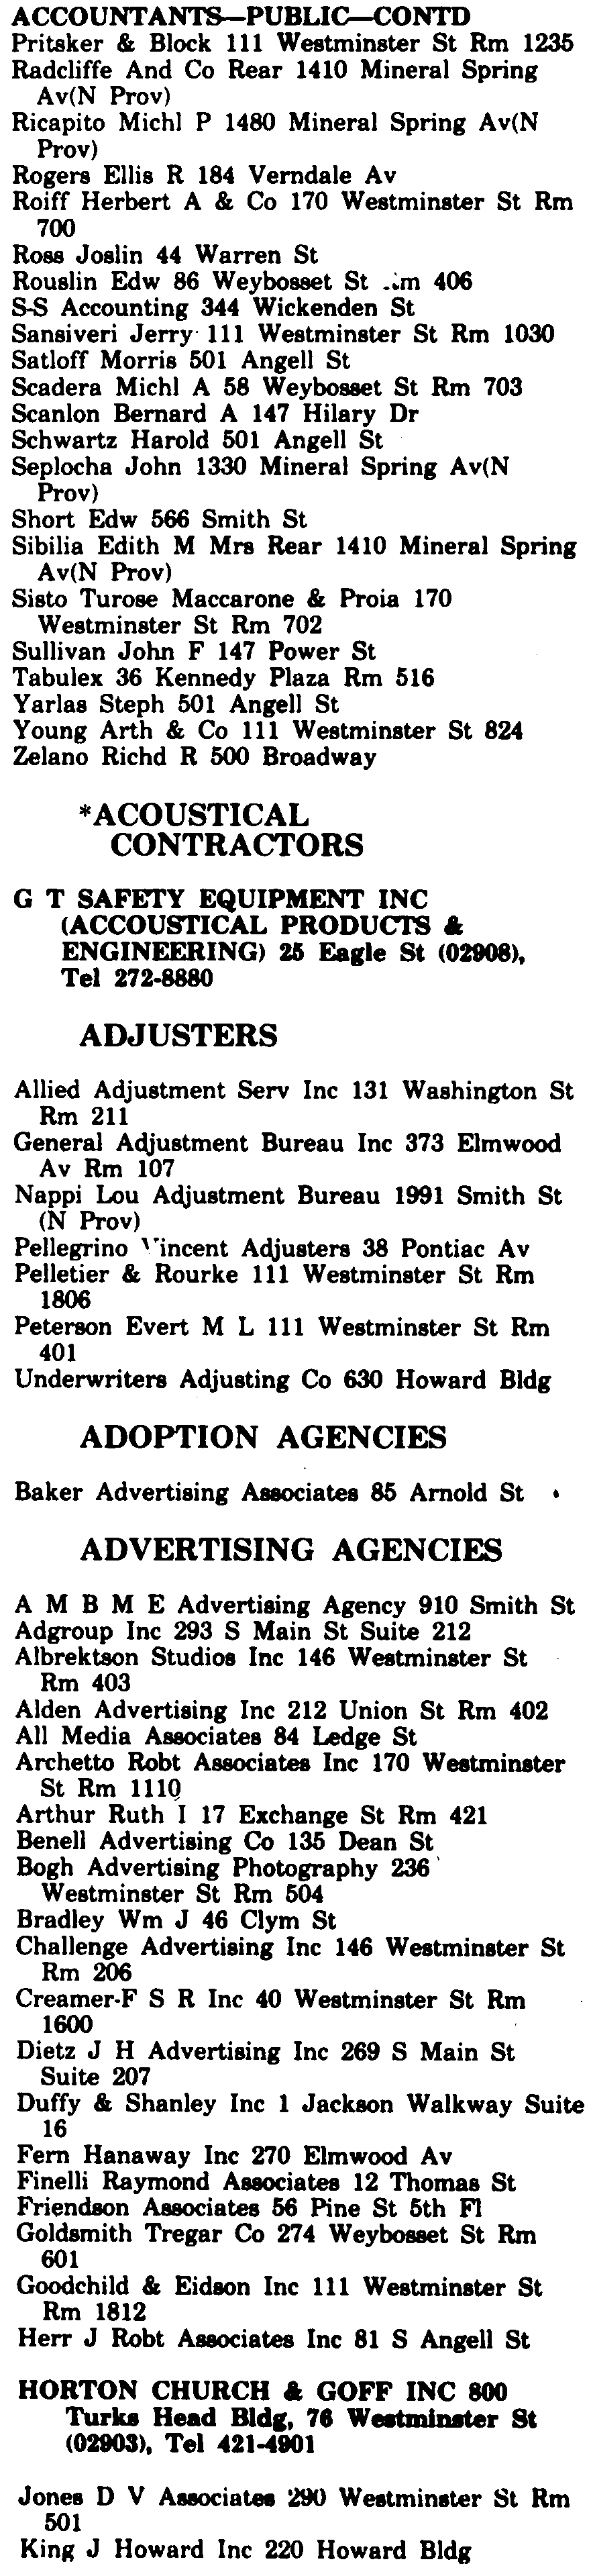 ACCOUNTANTS—PUBLIC—CONTD
Pritsker & Block 111 Westminster St Rm 1235
Radcliffe And Co Rear 1410 Mineral Spring
Av(N Prov)
Ricapito Michl P 1480 Mineral Spring Av(N
Prov)
Rogers Ellis R 184 Verndale Av
Roiff Herbert A & Co 170 Westminster St Rm
700
Ross Joslin 44 Warren St
Rouslin Edw 86 Weybosset St 406
S-S Accounting 344 Wickenden St
Sansiveri Jerry 111 Westminster St Rm 1030
Satloff Morris 501 Angell St
Scadera Michl A 58 Weybosset St Rm 703
Scanlon Bernard A 147 Hilary Dr
Schwartz Harold 501 Angell St
Seplocha John 1330 Mineral Spring Av(N
Prov)
Short Edw 566 Smith St
Sibilia Edith M Mrs Rear 1410 Mineral Spring
Av(N Prov)
Sisto Turose Maccarone & Proia 170
Westminster St Rm 702
Sullivan John F 147 Power St
Tabulex 36 Kennedy Plaza Rm 516
Yarlas Steph 501 Angell St
Young Arth & Co 111 Westminster St 824
Zelano Richd R 500 Broadway
*ACOUSTICAL
CONTRACTORS
G T SAFETY EQUIPMENT INC
(ACCOUSTICAL PRODUCTS &
ENGINEERING) 25 Eagle St (02908),
Tel 272-8880
ADJUSTERS
Allied Adjustment Serv Inc 131 Washington St
Rm 211
General Adjustment Bureau Inc 373 Elmwood
Av Rm 107
Nappi Lou Adjustment Bureau 1991 Smith St
(N Prov)
Pellegrino Vincent Adjusters 38 Pontiac Av
Pelletier & Rourke 111 Westminster St Rm
1806
Peterson Evert M L 111 Westminster St Rm
401
Underwriters Adjusting Co 630 Howard Bldg
ADOPTION AGENCIES
Baker Advertising Associates 85 Arnold St
ADVERTISING AGENCIES
A M B M E Advertising Agency 910 Smith St
Adgroup Inc 293 S Main St Suite 212
Albrektson Studios Inc 146 Westminster St
Rm 403
Alden Advertising Inc 212 Union St Rm 402
All Media Associates 84 Ledge St
Archetto Robt Associates Inc 170 Westminster
St Rm 1110
Arthur Ruth I 17 Exchange St Rm 421
Benell Advertising Co 135 Dean St
Bogh Advertising Photography 236
Westminster St Rm 504
Bradley Wm J 46 Clym St
Challenge Advertising Inc 146 Westminster St
Rm 206
Creamer-F S R Inc 40 Westminster St Rm
1600
Dietz J H Advertising Inc 269 S Main St
Suite 207
Duffy & Shanley Inc 1 Jackson Walkway Suite
16
Fern Hanaway Inc 270 Elmwood Av
Finelli Raymond Associates 12 Thomas St
Friendson Associates 56 Pine St 5th Fl
Goldsmith Tregar Co 274 Weybosset St Rm
601
Goodchild & Eidson Inc 111 Westminster St
Rm 1812
Herr J Robt Associates Inc 81 S Angell St
HORTON CHURCH & GOFF INC 800
Turks Head Bldg, 76 Westminster St
(02903), Tel 421-4901
Jones D V Associates 290 Westminster St Rm
501
King J Howard Inc 220 Howard Bldg